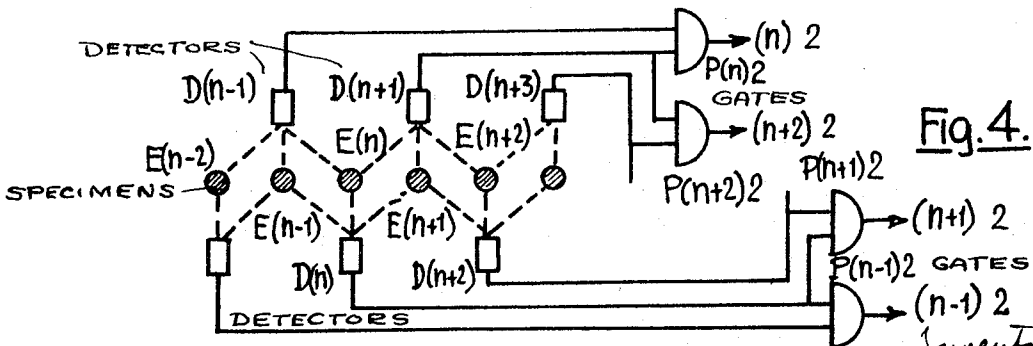 DETECTORS
D(n-1) D(n+1) D(n+3)
(n) 2
P(n)2
GATES
(n+2) 2
P(n+2)2
Fig. 4.
E(n-2) E(n) E(n+2)
SPECIMENS
E(n-1) E(n+1)
D(n) D(n+2)
DETECTORS
P(n+1)2
(n+1) 2
P(n-1)2 GATES
(n-1) 2